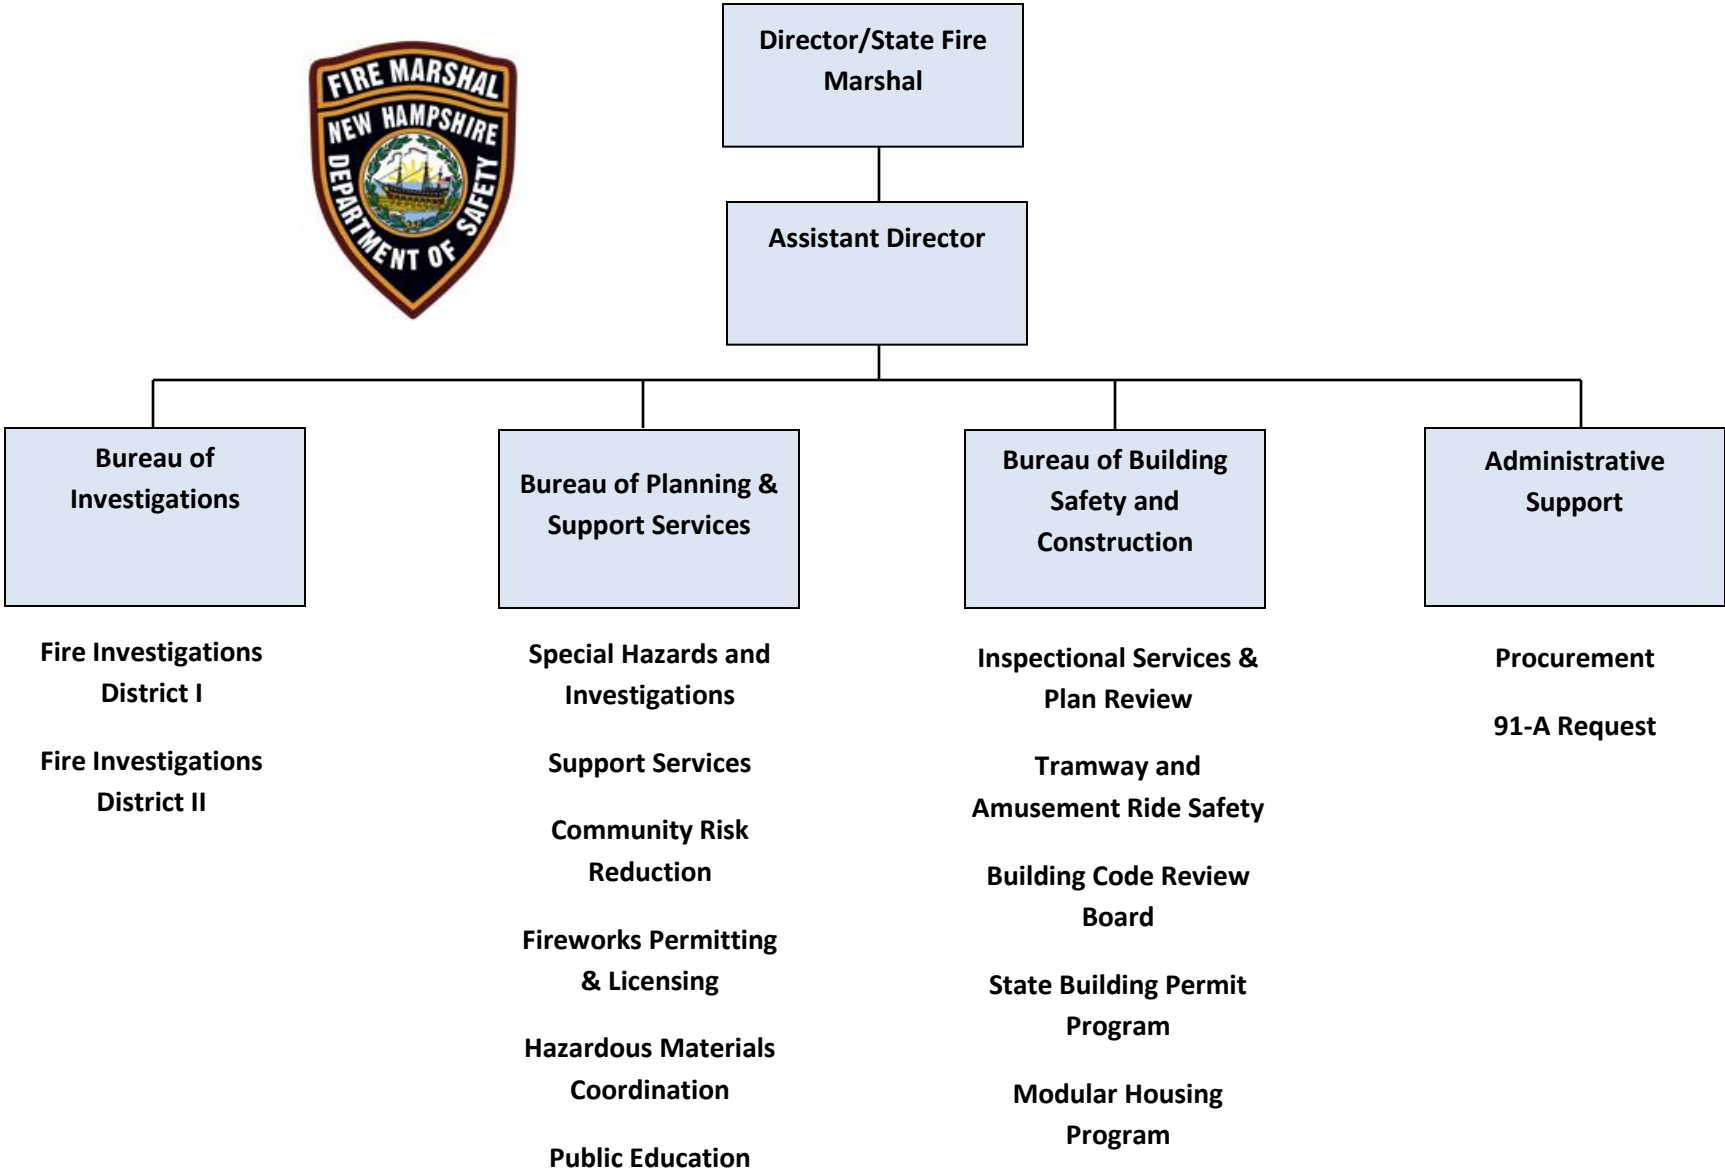 FIRE MARSHAL
NEW HAMPSHIRE
DEPARTMENT OF SAFETY
Director/State Fire
Marshal
Assistant Director
Bureau of
Investigations
Fire Investigations
District I
Fire Investigations
District II
Bureau of Planning &
Support Services
Special Hazards and
Investigations
Support Services
Community Risk
Reduction
Fireworks Permitting
& Licensing
Hazardous Materials
Coordination
Public Education
Bureau of Building
Safety and
Construction
Inspectional Services &
Plan Review
Tramway and
Amusement Ride Safety
Building Code Review
Board
State Building Permit
Program
Modular Housing
Program
Administrative
Support
Procurement
91-A Request